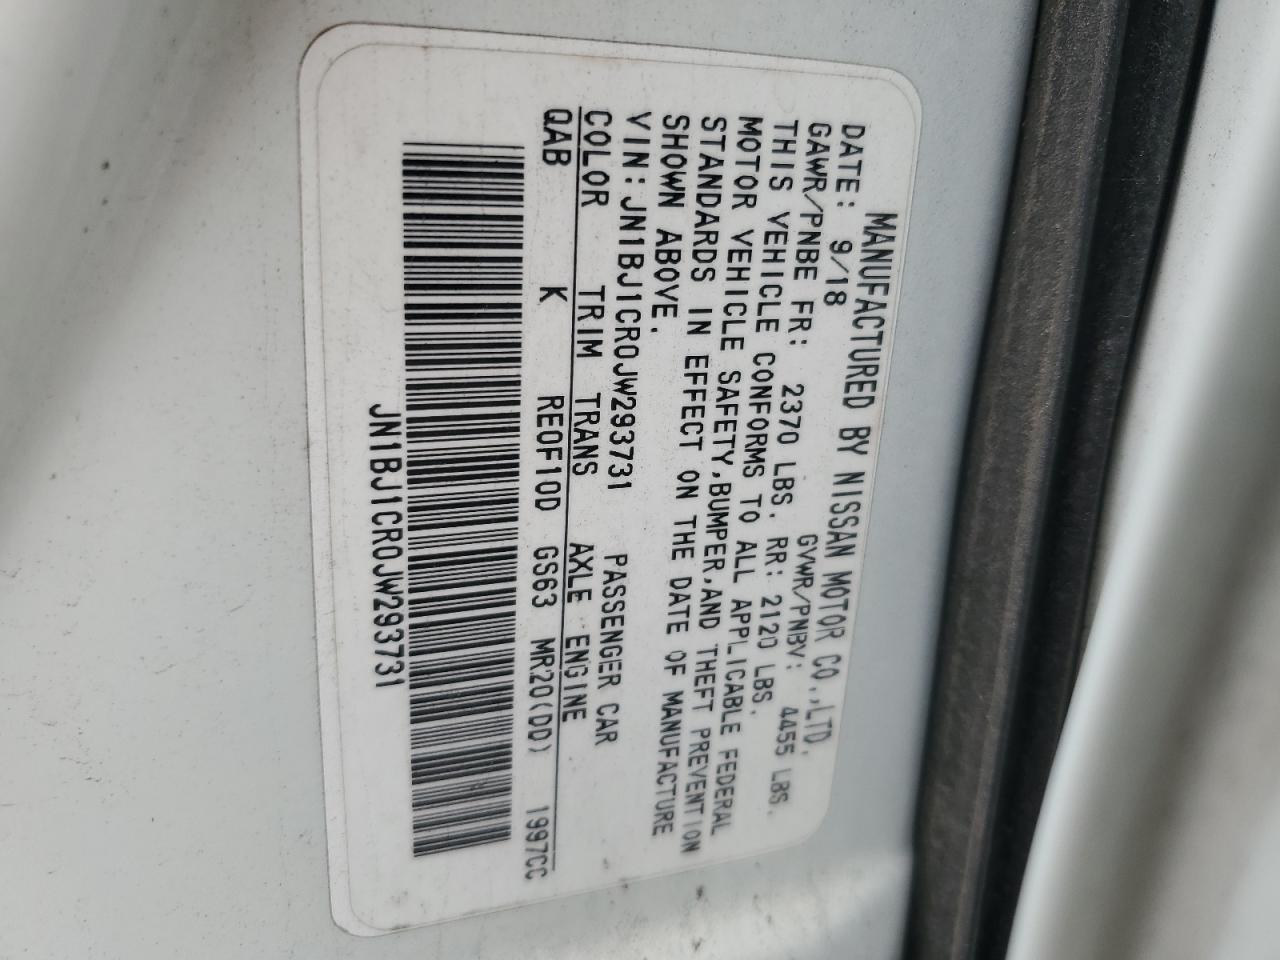 MANUFACTURED BY NISSAN MOTOR CO.,LTD.
DATE: 9/18 GVWR/PNBV: 4455 LBS.
GAWR/PNBE FR: 2370 LBS. RR: 2120 LBS.
THIS VEHICLE CONFORMS TO ALL APPLICABLE FEDERAL
MOTOR VEHICLE SAFETY,BUMPER,AND THEFT PREVENTION
STANDARDS IN EFFECT ON THE DATE OF MANUFACTURE
SHOWN ABOVE.
VIN: JN1BJ1CR0JW293731 PASSENGER CAR
COLOR TRIM TRANS AXLE ENGINE
QAB K RE0F10D GS63 MR20(DD) 1997CC
JN1BJ1CR0JW293731